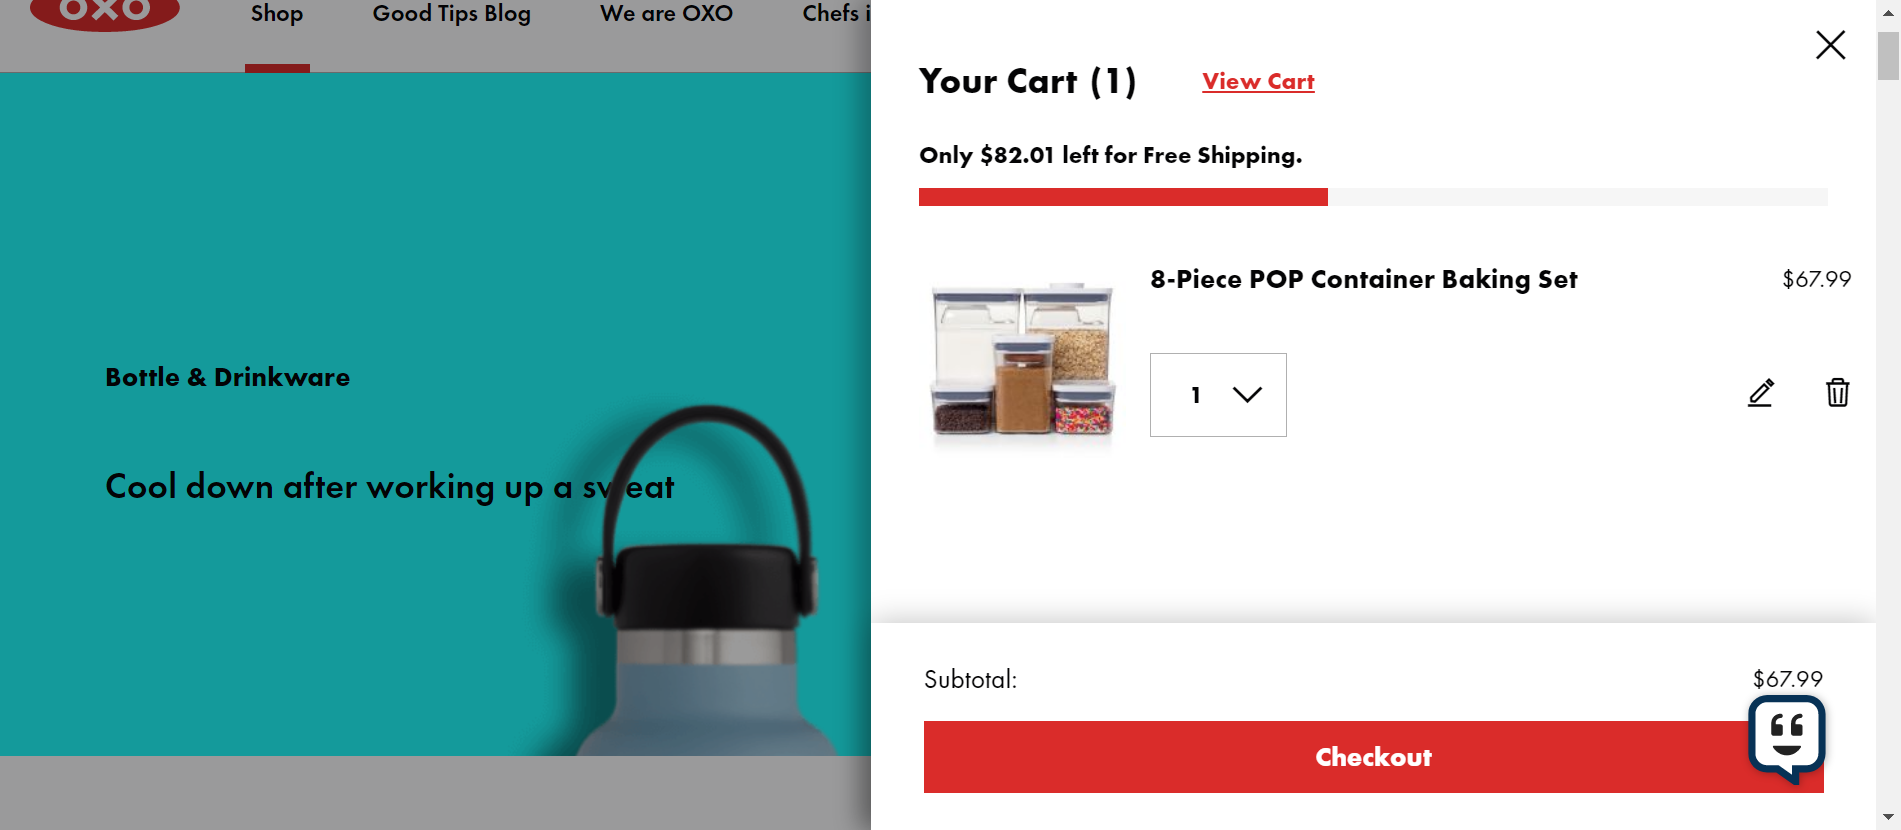 OXO
Shop
Good Tips Blog
We are OXO
Chefs i
Bottle & Drinkware
Cool down after working up a sweat
Your Cart (1)
View Cart
Only $82.01 left for Free Shipping.
8-Piece POP Container Baking Set
$67.99
1
Subtotal:
$67.99
Checkout